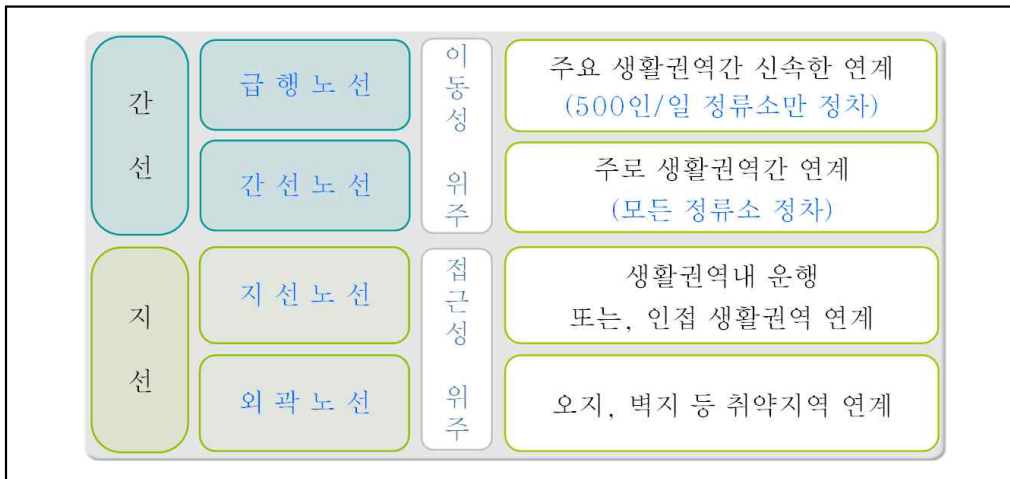 간선
급행노선
이동성 위주
주요 생활권역간 신속한 연계
(500인/일 정류소만 정차)
간선노선
주로 생활권역간 연계
(모든 정류소 정차)
지선
지선노선
접근성 위주
생활권역내 운행
또는, 인접 생활권역 연계
외곽노선
오지, 벽지 등 취약지역 연계